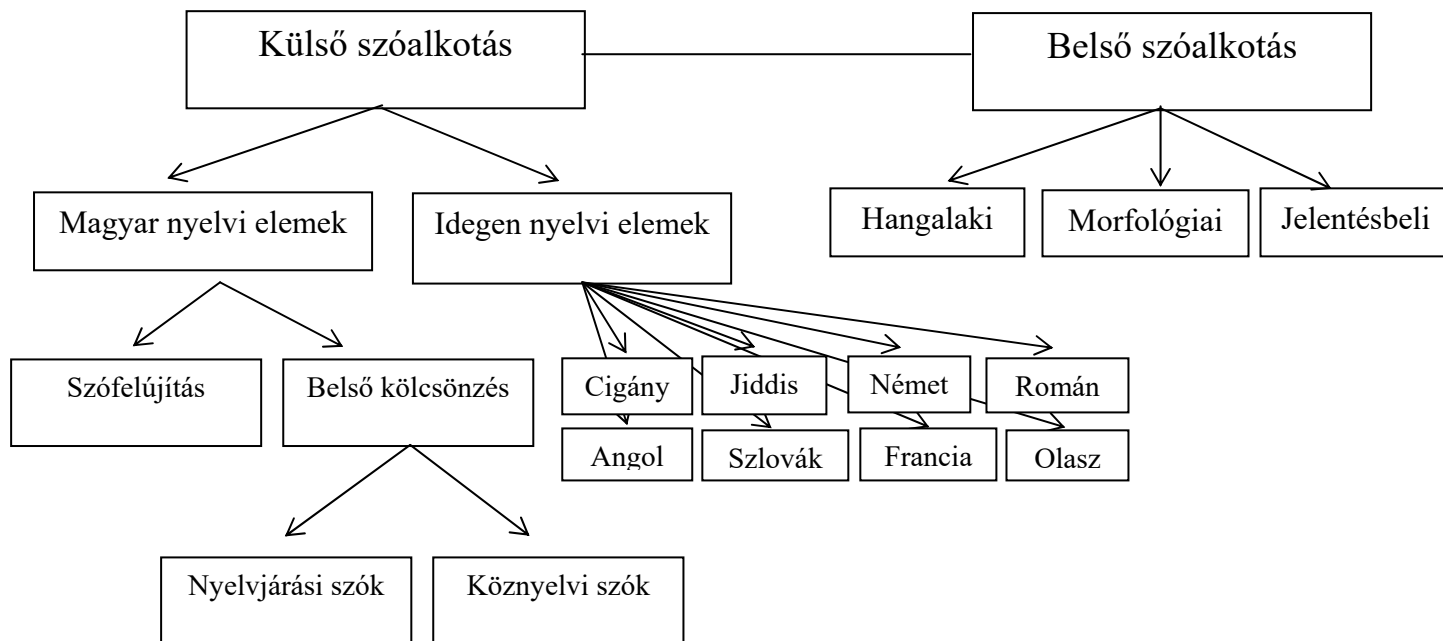 Külső szóalkotás
Belső szóalkotás
Magyar nyelvi elemek
Idegen nyelvi elemek
Hangalaki
Morfológiai
Jelentésbeli
Szófelújítás
Belső kölcsönzés
Cigány
Jiddis
Német
Román
Angol
Szlovák
Francia
Olasz
Nyelvjárási szók
Köznyelvi szók